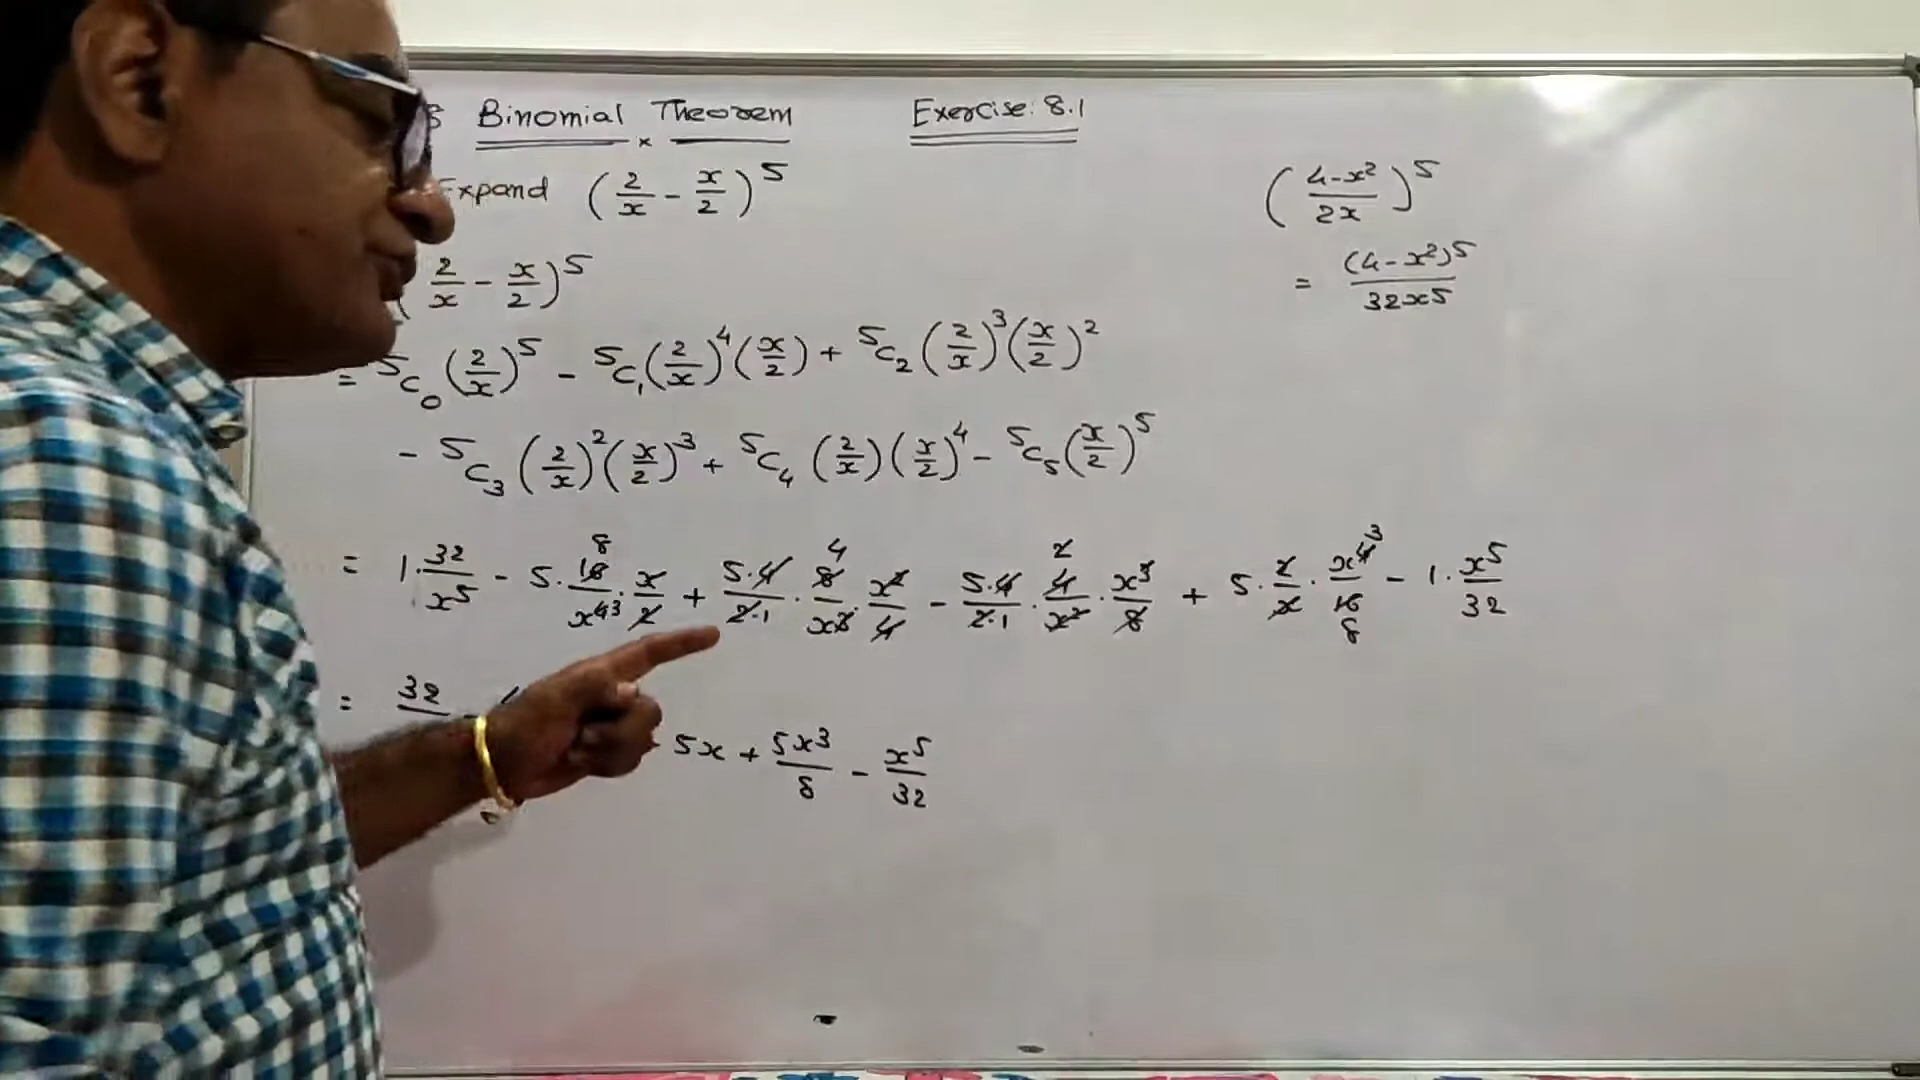 8 Binomial Theorem Exercise: 8.1
Expand (2/x - x/2)^5
(2/x - x/2)^5
= 5C0 (2/x)^5 - 5C1 (2/x)^4 (x/2) + 5C2 (2/x)^3 (x/2)^2
- 5C3 (2/x)^2 (x/2)^3 + 5C4 (2/x) (x/2)^4 - 5C5 (x/2)^5
= 1·32/x^5 - 5·16/x^4·x/2 + 5·4/2·1·8/x^3·x^2/4 - 5·4/2·1·4/x^2·x^3/8 + 5·2/x·x^4/16 - 1·x^5/32
= 32
5x + 5x^3/8 - x^5/32
((4-x^2)/2x)^5
= (4-x^2)^5/32x^5